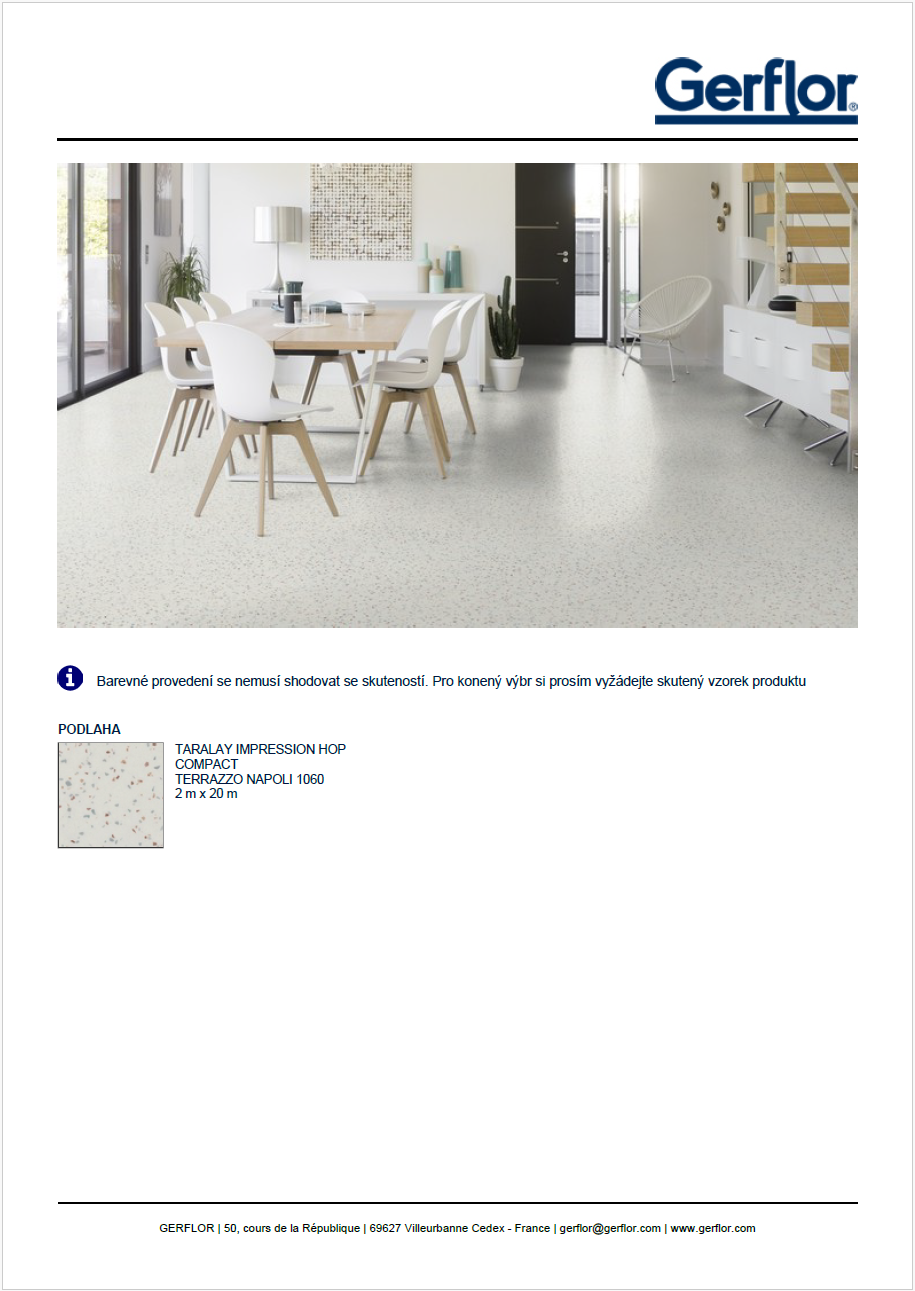 Gerflor®
Barevné provedení se nemusí shodovat se skuteností. Pro konený výbr si prosím vyžádejte skutený vzorek produktu
PODLAHA
TARALAY IMPRESSION HOP
COMPACT
TERRAZZO NAPOLI 1060
2 m x 20 m
GERFLOR | 50, cours de la République | 69627 Villeurbanne Cedex - France | gerflor@gerflor.com | www.gerflor.com